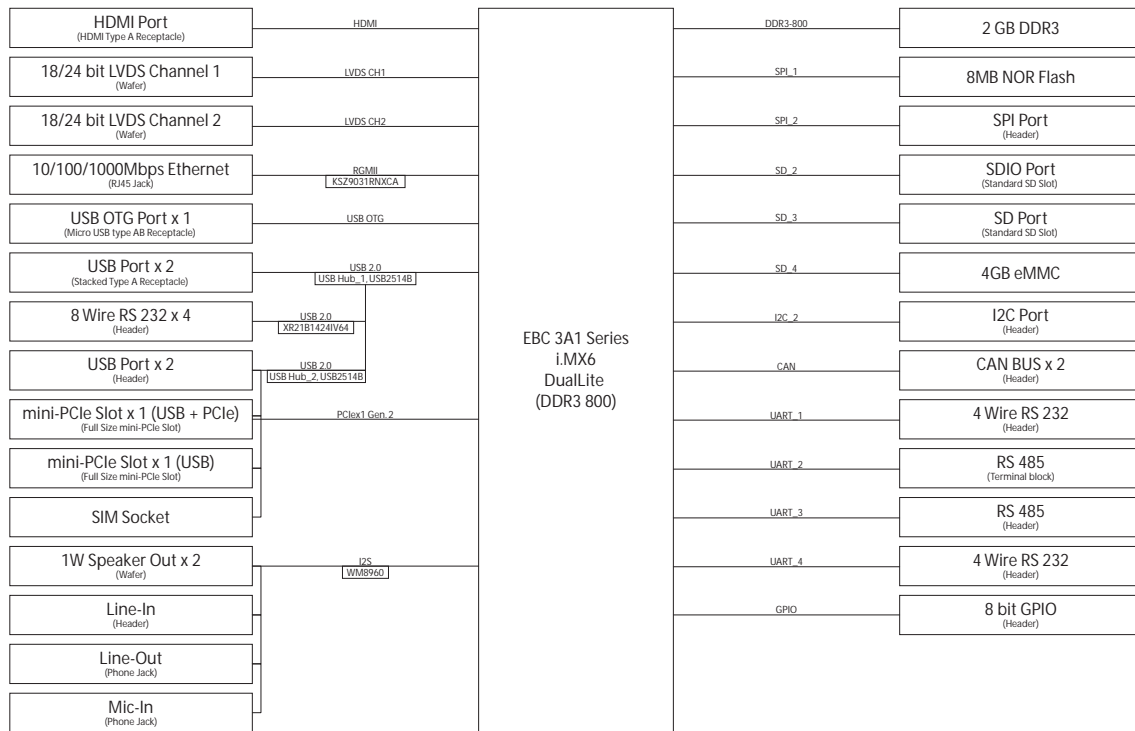 HDMI Port
(HDMI Type A Receptacle)
HDMI
18/24 bit LVDS Channel 1
(Wafer)
LVDS CH1
18/24 bit LVDS Channel 2
(Wafer)
LVDS CH2
10/100/1000Mbps Ethernet
(RJ45 Jack)
RGMII
KSZ9031RNXCA
USB OTG Port x 1
(Micro USB type AB Receptacle)
USB OTG
USB Port x 2
(Stacked Type A Receptacle)
USB 2.0
USB Hub_1, USB2514B
8 Wire RS 232 x 4
(Header)
USB 2.0
XR21B1424IV64
USB Port x 2
(Header)
USB 2.0
USB Hub_2, USB2514B
mini-PCIe Slot x 1 (USB + PCIe)
(Full Size mini-PCIe Slot)
PCIex1 Gen. 2
mini-PCIe Slot x 1 (USB)
(Full Size mini-PCIe Slot)
SIM Socket
1W Speaker Out x 2
(Wafer)
I2S
WM8960
Line-In
(Header)
Line-Out
(Phone Jack)
Mic-In
(Phone Jack)
EBC 3A1 Series
i.MX6
DualLite
(DDR3 800)
DDR3-800
2 GB DDR3
SPI_1
8MB NOR Flash
SPI_2
SPI Port
(Header)
SD_2
SDIO Port
(Standard SD Slot)
SD_3
SD Port
(Standard SD Slot)
SD_4
4GB eMMC
I2C_2
I2C Port
(Header)
CAN
CAN BUS x 2
(Header)
UART_1
4 Wire RS 232
(Header)
UART_2
RS 485
(Terminal block)
UART_3
RS 485
(Header)
UART_4
4 Wire RS 232
(Header)
GPIO
8 bit GPIO
(Header)